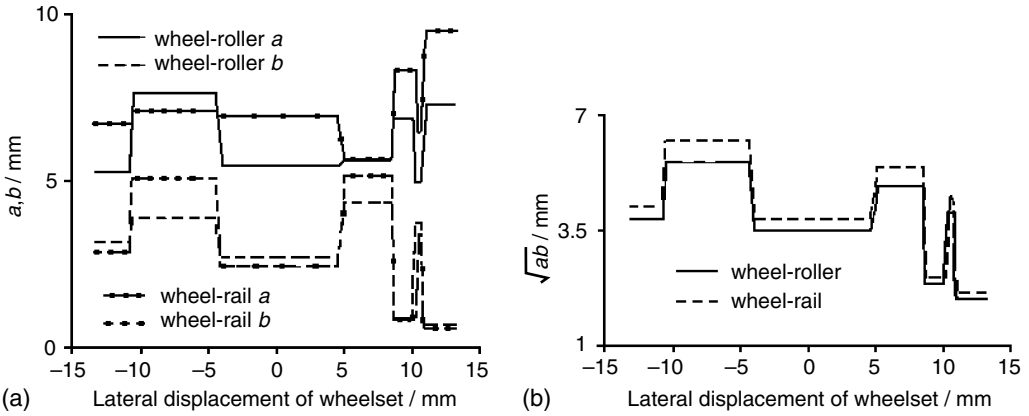 10
wheel-roller a
wheel-roller b
a,b / mm
5
wheel-rail a
wheel-rail b
0
−15 −10 −5 0 5 10 15
(a) Lateral displacement of wheelset / mm
7
√ab / mm
3.5
wheel-roller
wheel-rail
1
−15 −10 −5 0 5 10 15
(b) Lateral displacement of wheelset / mm